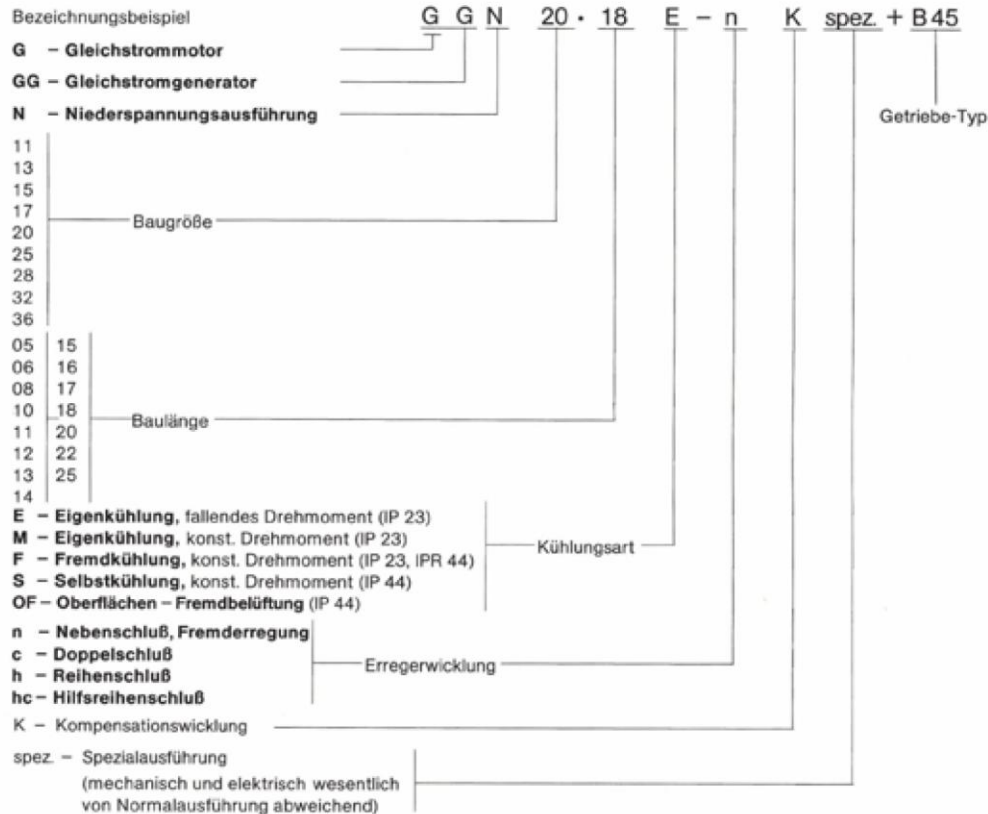 Bezeichnungsbeispiel G G N 20 · 18 E – n K spez. + B 45
G – Gleichstrommotor
GG – Gleichstromgenerator
N – Niederspannungsausführung
Getriebe-Typ
11
13
15
17
Baugröße
20
25
28
32
36
05 15
06 16
08 17
10 18
Baulänge
11 20
12 22
13 25
14
E – Eigenkühlung, fallendes Drehmoment (IP 23)
M – Eigenkühlung, konst. Drehmoment (IP 23)
Kühlungsart
F – Fremdkühlung, konst. Drehmoment (IP 23, IPR 44)
S – Selbstkühlung, konst. Drehmoment (IP 44)
OF – Oberflächen – Fremdbelüftung (IP 44)
n – Nebenschluß, Fremderregung
c – Doppelschluß
Erregerwicklung
h – Reihenschluß
hc – Hilfsreihenschluß
K – Kompensationswicklung
spez. – Spezialausführung
(mechanisch und elektrisch wesentlich
von Normalausführung abweichend)